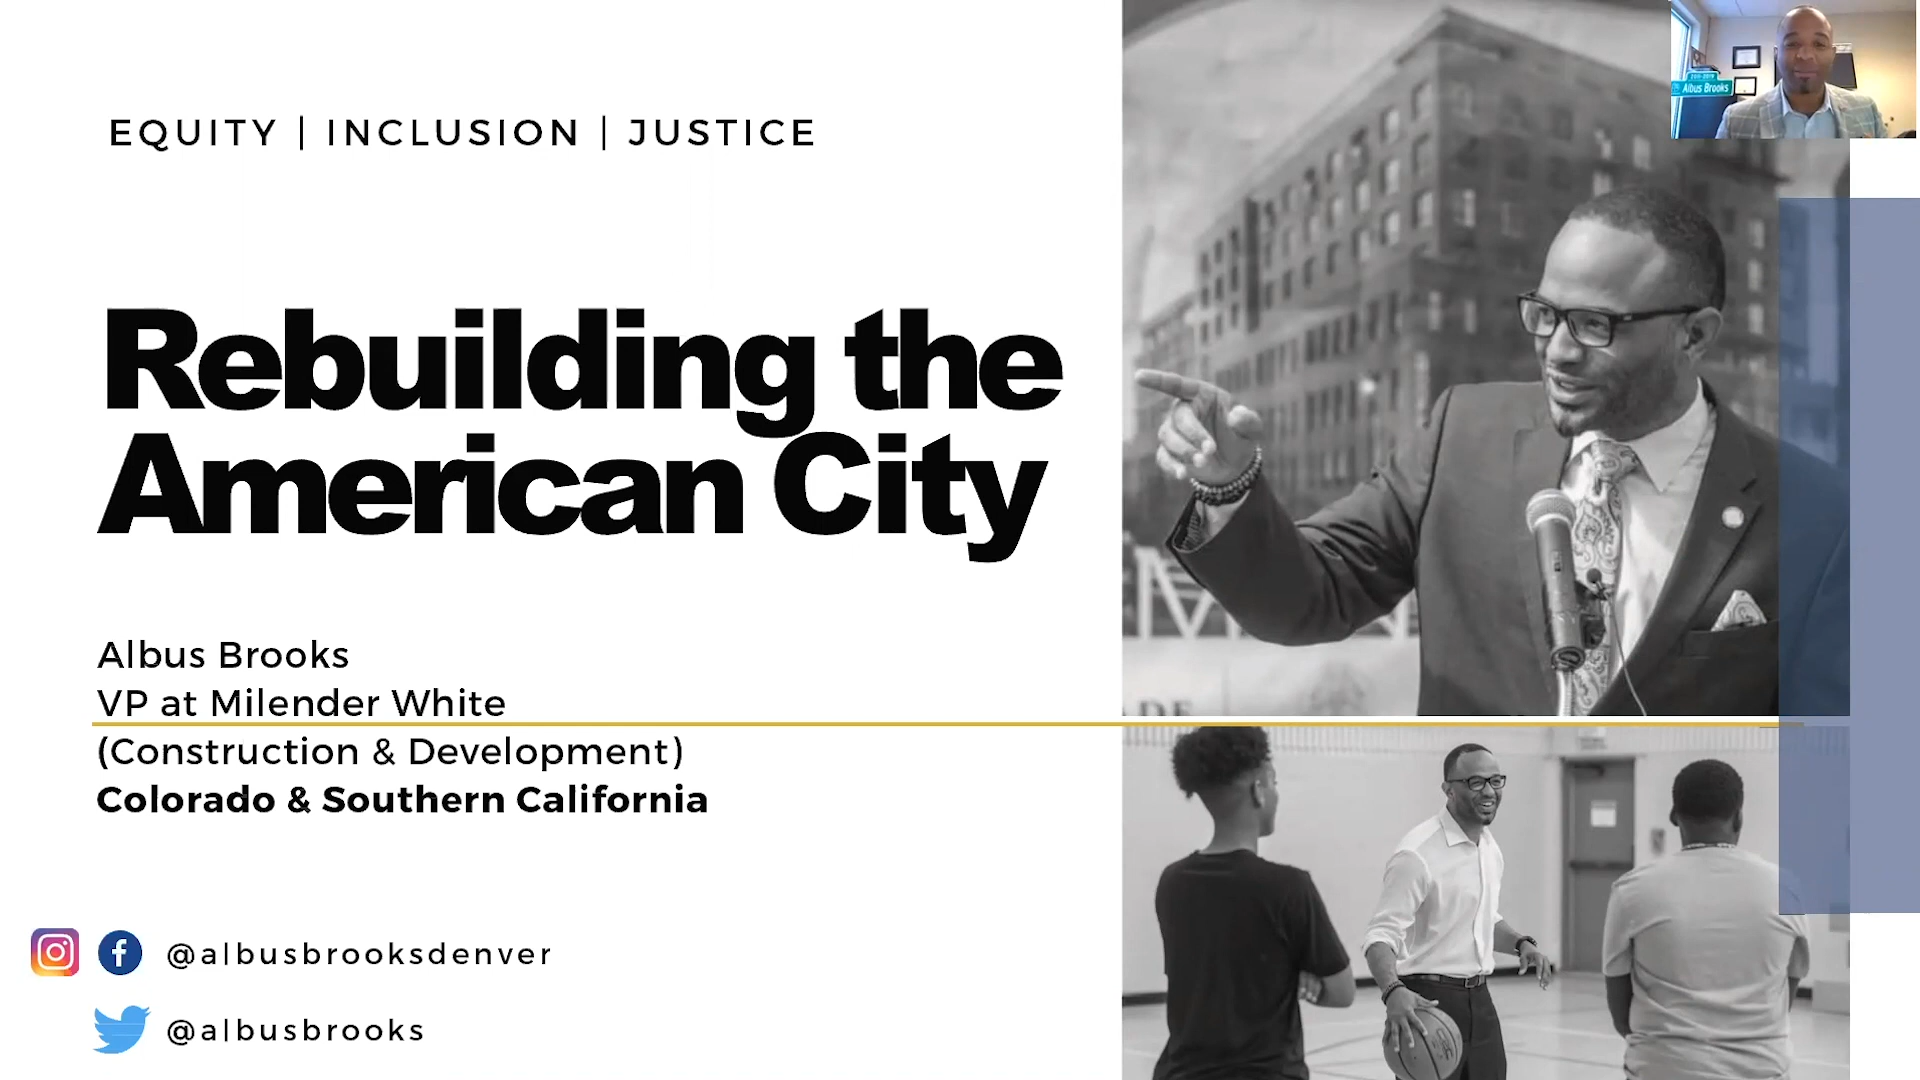 EQUITY | INCLUSION | JUSTICE
Rebuilding the
American City
Albus Brooks
VP at Milender White
(Construction & Development)
Colorado & Southern California
@albusbrooksdenver
@albusbrooks
Albus Brooks